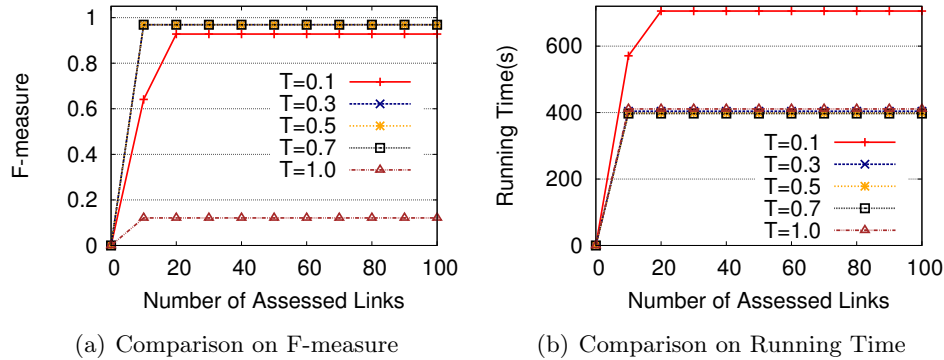 1
0.8
0.6
0.4
0.2
0
0 20 40 60 80 100
F-measure
Number of Assessed Links
T=0.1
T=0.3
T=0.5
T=0.7
T=1.0
(a) Comparison on F-measure
600
400
200
0
0 20 40 60 80 100
Running Time(s)
Number of Assessed Links
T=0.1
T=0.3
T=0.5
T=0.7
T=1.0
(b) Comparison on Running Time